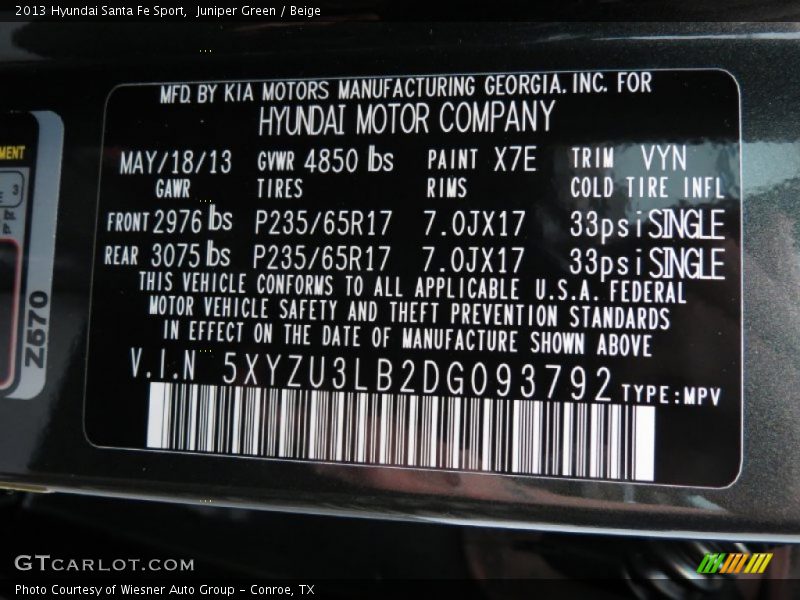 2013 Hyundai Santa Fe Sport, Juniper Green / Beige
MFD. BY KIA MOTORS MANUFACTURING GEORGIA. INC. FOR
HYUNDAI MOTOR COMPANY
MAY/18/13 GVWR 4850 lbs PAINT X7E TRIM VYN
GAWR TIRES RIMS COLD TIRE INFL
FRONT 2976 lbs P235/65R17 7.0JX17 33psi SINGLE
REAR 3075 lbs P235/65R17 7.0JX17 33psi SINGLE
THIS VEHICLE CONFORMS TO ALL APPLICABLE U.S.A. FEDERAL
MOTOR VEHICLE SAFETY AND THEFT PREVENTION STANDARDS
IN EFFECT ON THE DATE OF MANUFACTURE SHOWN ABOVE
V.I.N 5XYZU3LB2DG093792 TYPE:MPV
MENT
3
lbs.
lb.
Z570
GTCARLOT.COM
Photo Courtesy of Wiesner Auto Group - Conroe, TX